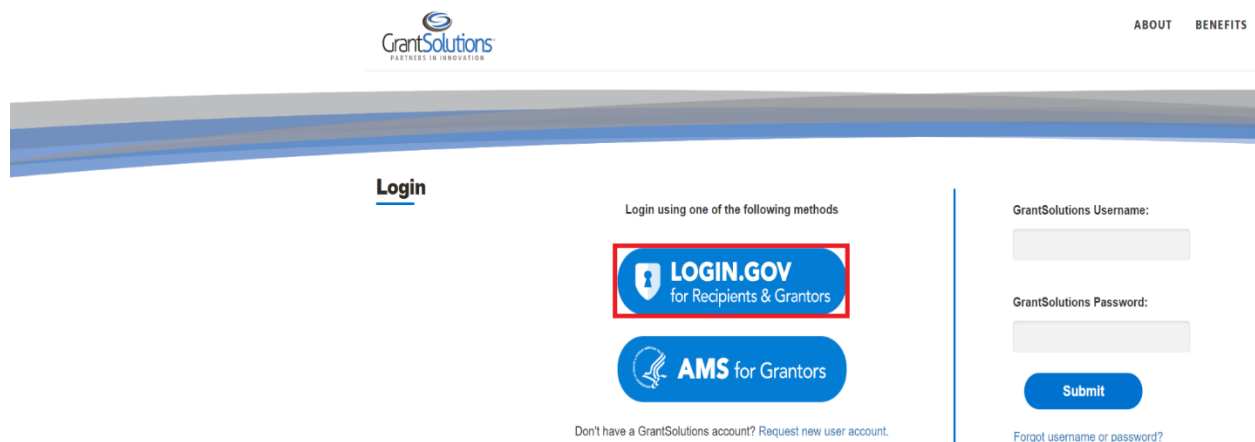 GrantSolutions
PARTNERS IN INNOVATION
ABOUT BENEFITS
Login
Login using one of the following methods
LOGIN.GOV
for Recipients & Grantors
AMS for Grantors
Don't have a GrantSolutions account? Request new user account.
GrantSolutions Username:
GrantSolutions Password:
Submit
Forgot username or password?